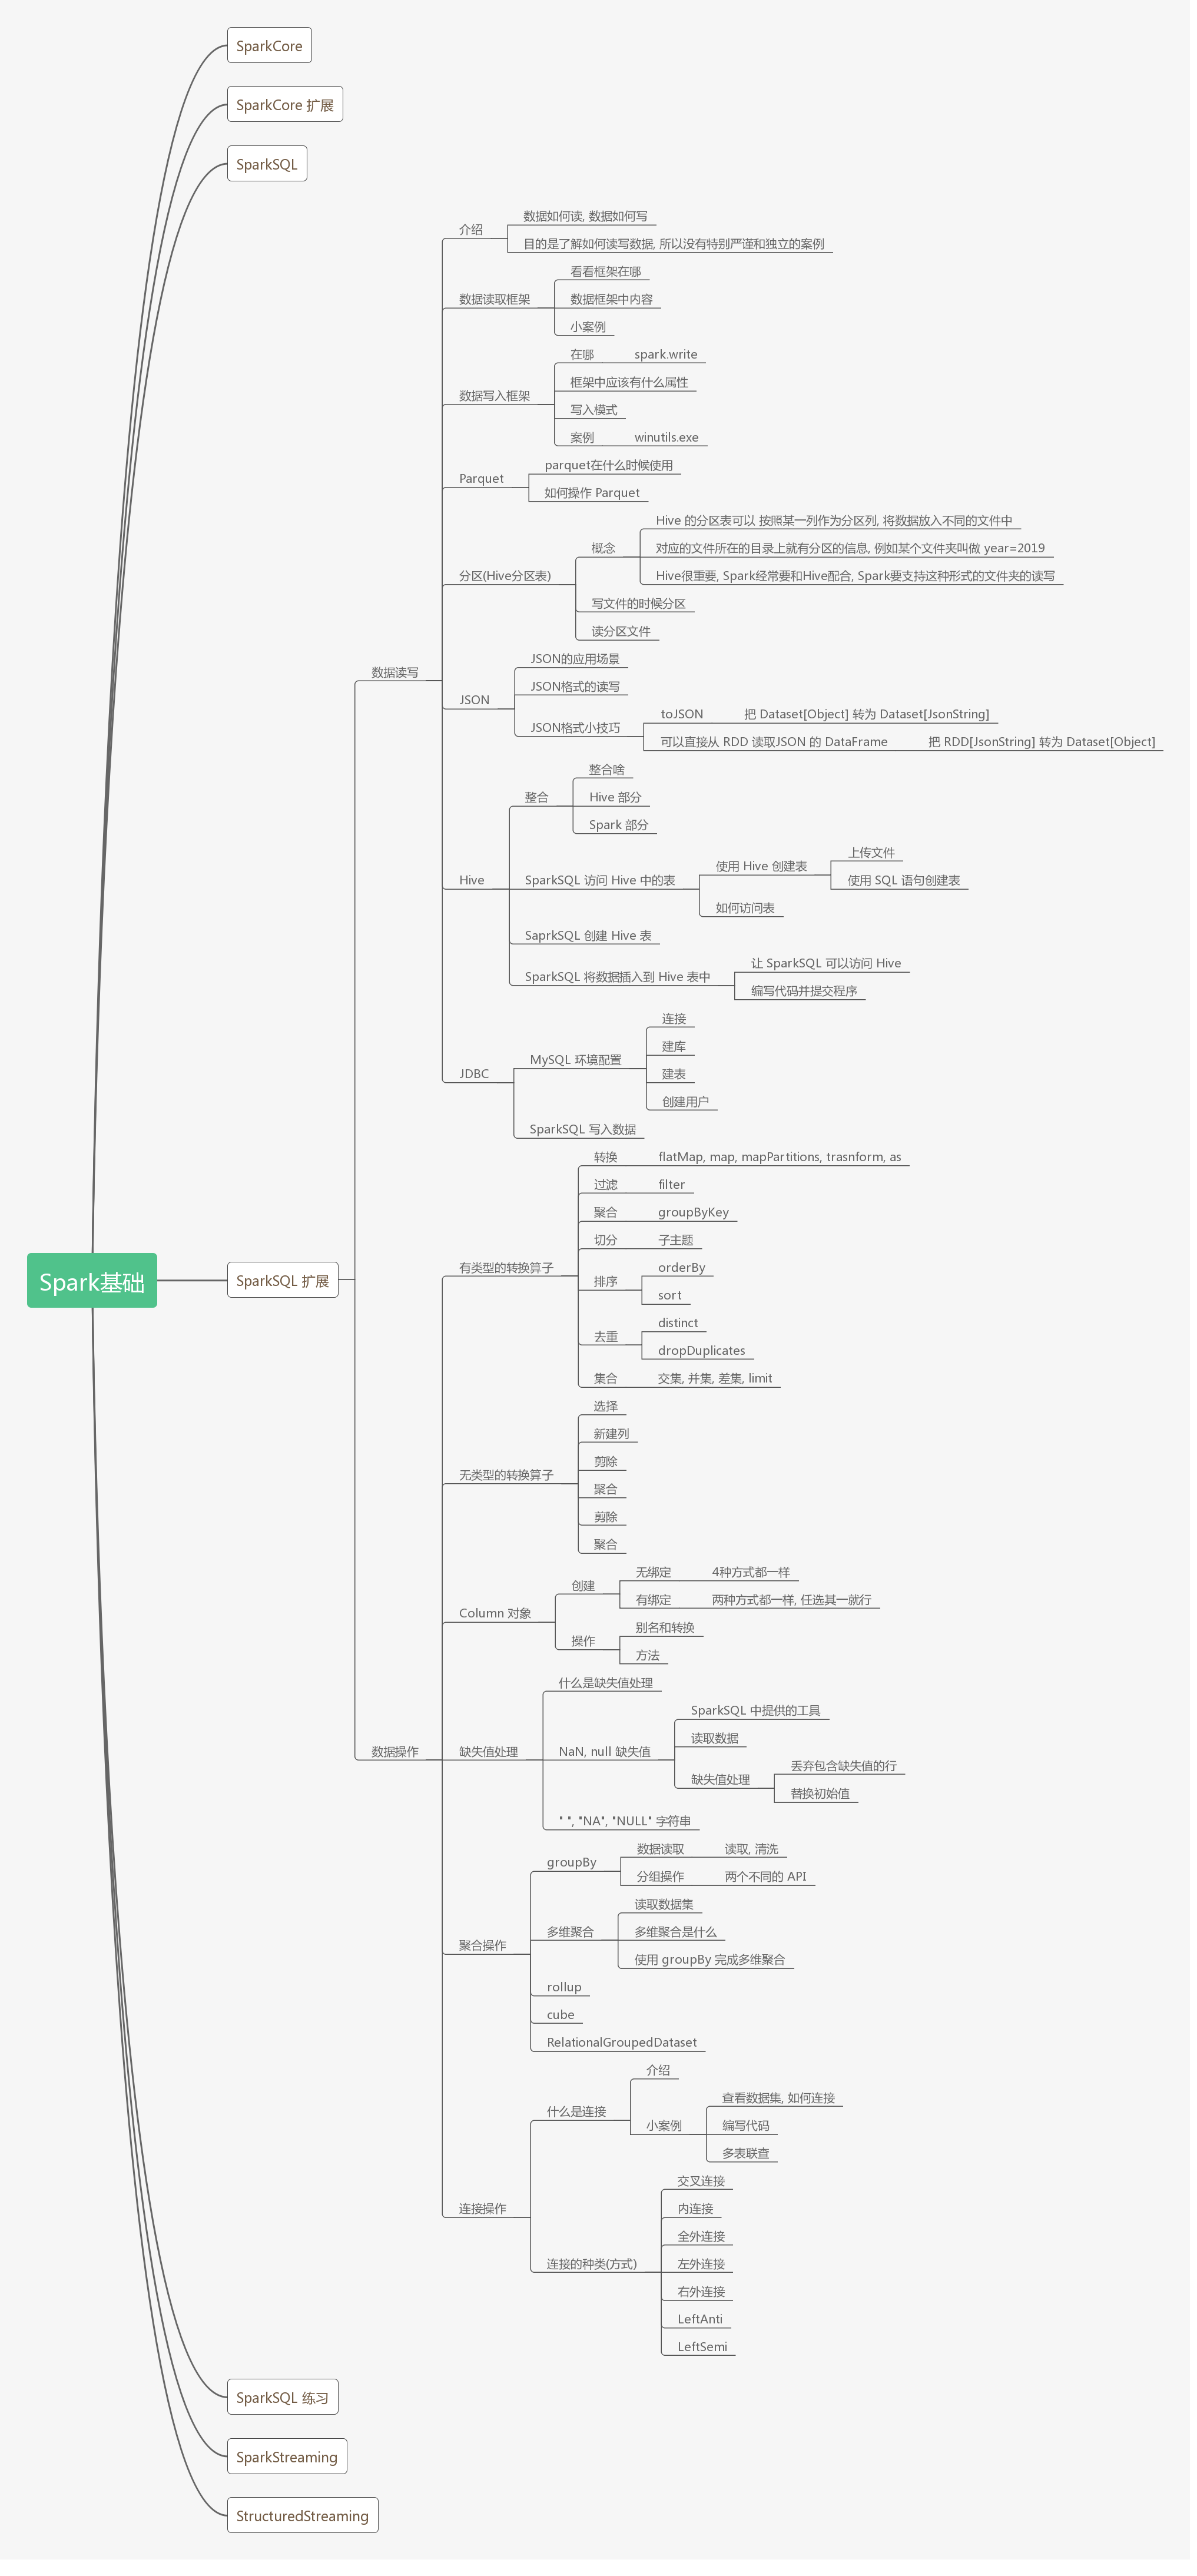 SparkCore
SparkCore 扩展
SparkSQL
数据如何读, 数据如何写
介绍
目的是了解如何读写数据, 所以没有特别严谨和独立的案例
看看框架在哪
数据读取框架
数据框架中内容
小案例
在哪 spark.write
框架中应该有什么属性
数据写入框架
写入模式
案例 winutils.exe
parquet在什么时候使用
Parquet
如何操作 Parquet
Hive 的分区表可以 按照某一列作为分区列, 将数据放入不同的文件中
概念
对应的文件所在的目录上就有分区的信息, 例如某个文件夹叫做 year=2019
Hive很重要, Spark经常要和Hive配合, Spark要支持这种形式的文件夹的读写
分区(Hive分区表)
写文件的时候分区
读分区文件
数据读写
JSON的应用场景
JSON格式的读写
JSON
toJSON 把 Dataset[Object] 转为 Dataset[JsonString]
JSON格式小技巧
可以直接从 RDD 读取JSON 的 DataFrame 把 RDD[JsonString] 转为 Dataset[Object]
整合啥
整合
Hive 部分
Spark 部分
上传文件
使用 Hive 创建表
使用 SQL 语句创建表
Hive
SparkSQL 访问 Hive 中的表
如何访问表
SaprkSQL 创建 Hive 表
让 SparkSQL 可以访问 Hive
SparkSQL 将数据插入到 Hive 表中
编写代码并提交程序
连接
建库
MySQL 环境配置
JDBC
建表
创建用户
SparkSQL 写入数据
转换 flatMap, map, mapPartitions, trasnform, as
过滤 filter
聚合 groupByKey
切分 子主题
有类型的转换算子
orderBy
排序
sort
distinct
去重
dropDuplicates
集合 交集, 并集, 差集, limit
Spark基础
SparkSQL 扩展
选择
新建列
剪除
无类型的转换算子
聚合
剪除
聚合
无绑定 4种方式都一样
创建
有绑定 两种方式都一样, 任选其一就行
Column 对象
别名和转换
操作
方法
什么是缺失值处理
SparkSQL 中提供的工具
读取数据
数据操作
缺失值处理
NaN, null 缺失值
丢弃包含缺失值的行
缺失值处理
替换初始值
" ", "NA", "NULL" 字符串
数据读取 读取, 清洗
groupBy
分组操作 两个不同的 API
读取数据集
多维聚合
多维聚合是什么
聚合操作
使用 groupBy 完成多维聚合
rollup
cube
RelationalGroupedDataset
介绍
什么是连接
查看数据集, 如何连接
小案例
编写代码
多表联查
交叉连接
连接操作
内连接
全外连接
连接的种类(方式)
左外连接
右外连接
LeftAnti
LeftSemi
SparkSQL 练习
SparkStreaming
StructuredStreaming